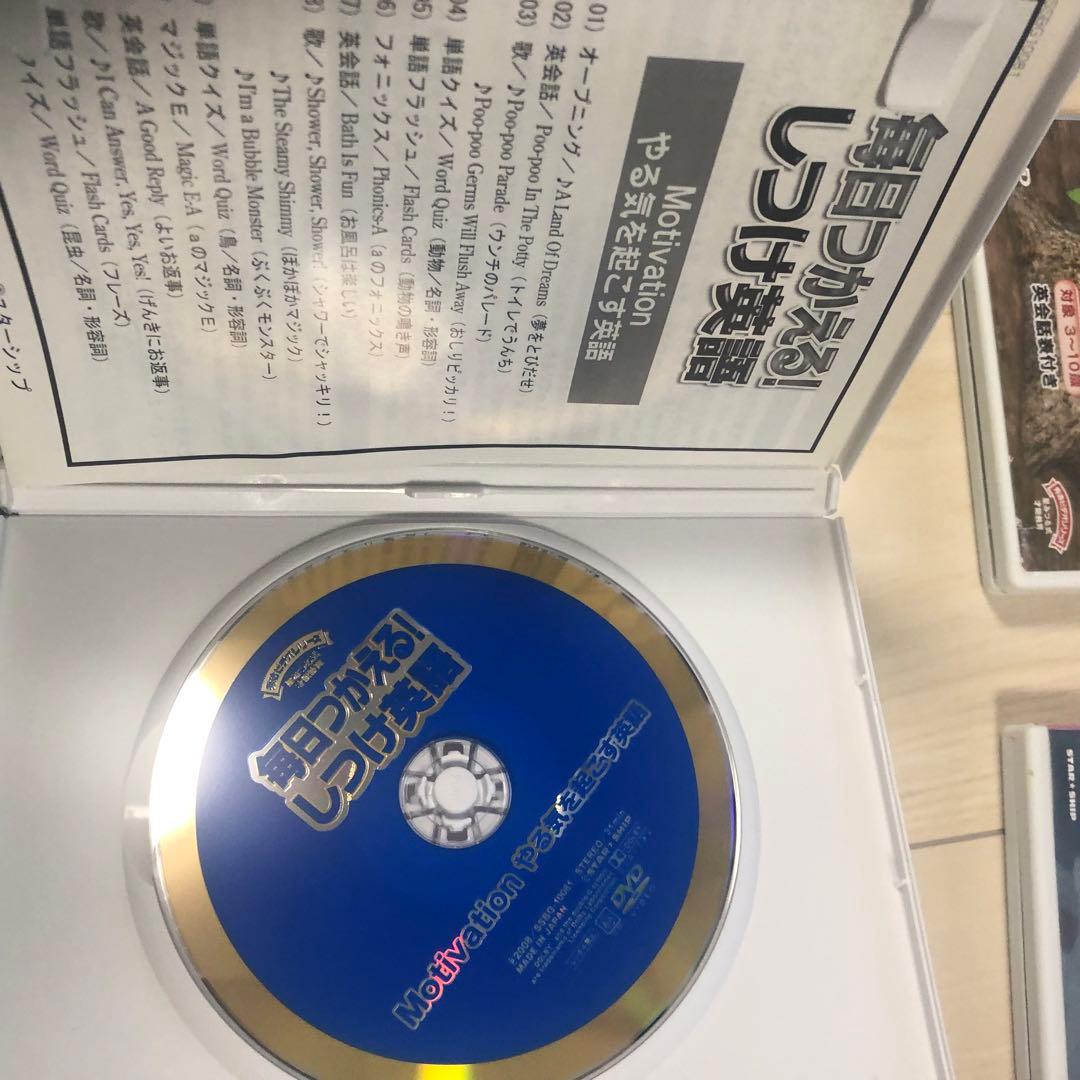 毎日つかえる!
しつけ英語
Motivation
やる気を起こす英語
01) オープニング/♪A Land Of Dreams (夢をとびだせ)
02) 英会話/Poo-poo In The Potty (トイレでうんち)
03) 歌/♪Poo-poo Parade (ウンチのパレード)
♪Poo-poo Germs Will Flush Away (おしりピッカリ!)
04) 単語クイズ/Word Quiz (動物/名詞・形容詞)
05) 単語フラッシュ/Flash Cards (動物の鳴き声)
06) フォニックス/Phonics-A (aのフォニックス)
07) 英会話/Bath Is Fun (お風呂は楽しい)
8) 歌/♪Shower, Shower, Shower! (シャワーでシャッキリ!)
♪The Steamy Shimmy (ぽかぽかマジック)
♪I'm a Bubble Monster (ぶくぶくモンスター)
単語クイズ/Word Quiz (鳥/名詞・形容詞)
マジックE/Magic E-A (aのマジックE)
英会話/A Good Reply (よいお返事)
歌/♪I Can Answer, Yes, Yes, Yes! (げんきにお返事)
単語フラッシュ/Flash Cards (フレーズ)
イズ/Word Quiz (昆虫/名詞・形容詞)
©スターシップ
毎日つかえる!
しつけ英語
Motivation やる気を起こす英語
2008 SSBG-10081 STEREO
MADE IN JAPAN STAR★SHIP
DVD
対象 3〜10歳
英会話表付き
STAR★SHIP